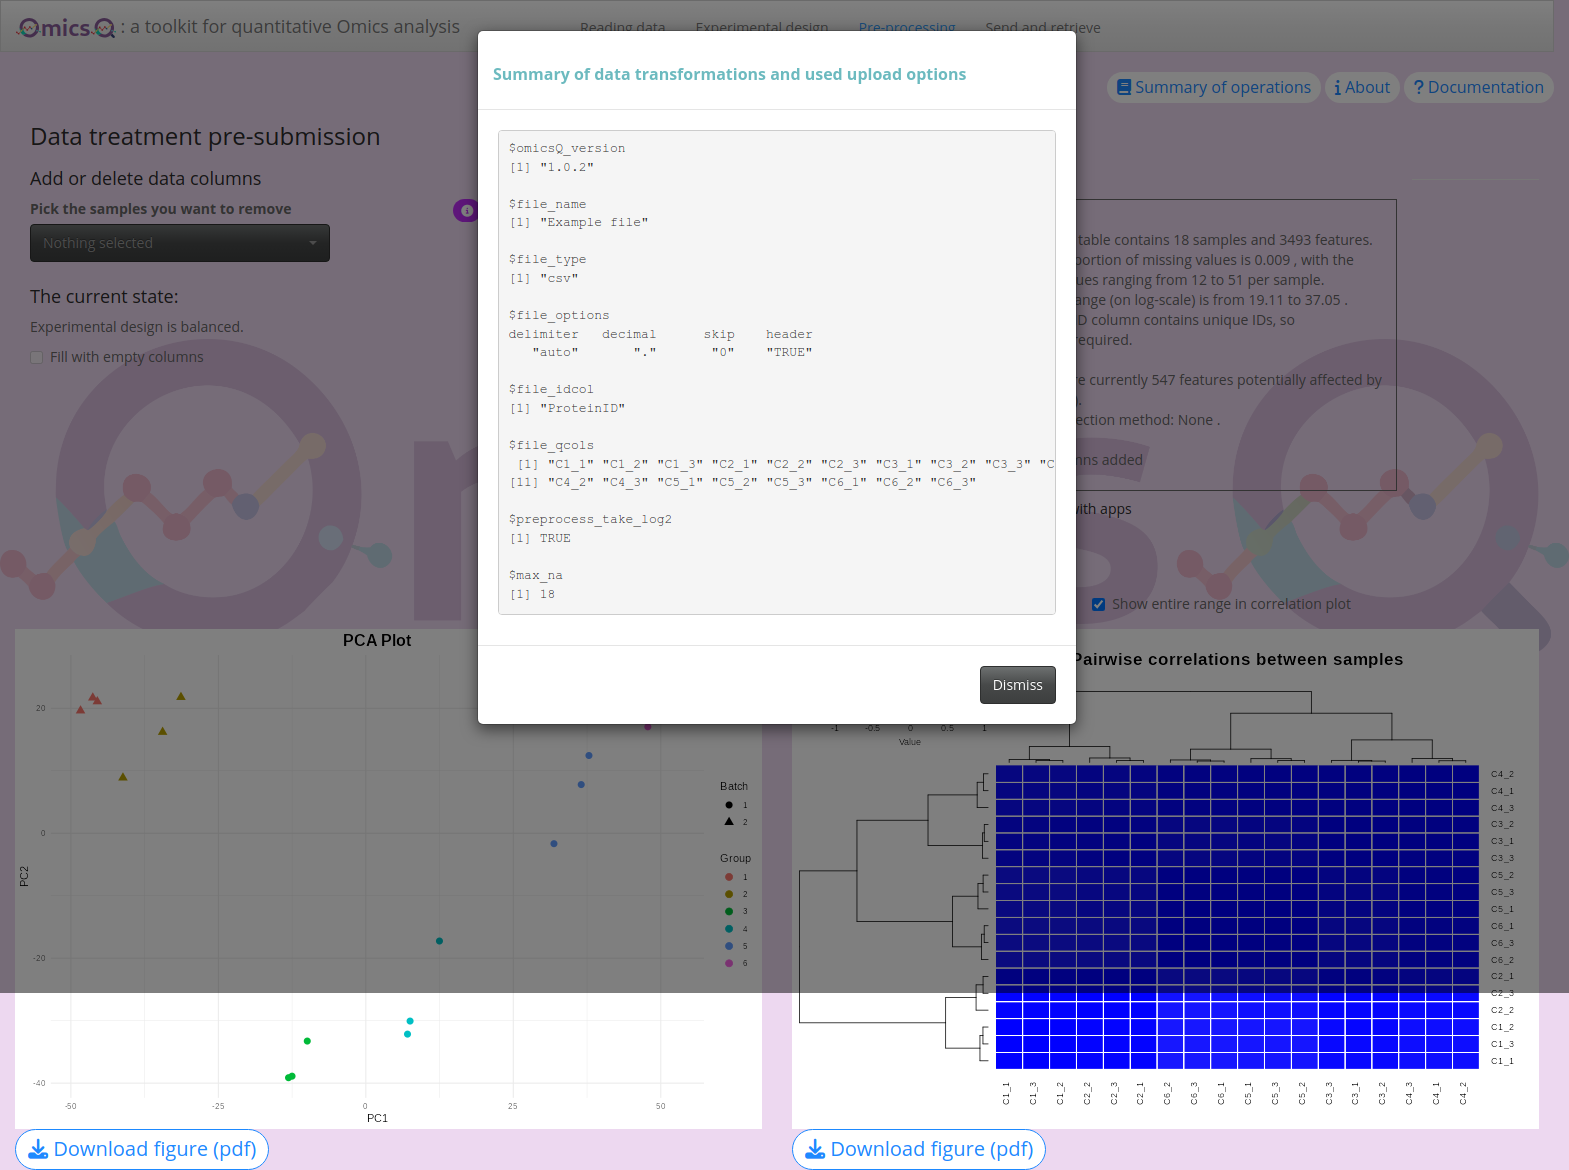 OmicsQ : a toolkit for quantitative Omics analysis
Reading data Experimental design Pre-processing Send and retrieve
Summary of operations About Documentation
Data treatment pre-submission
Add or delete data columns
Pick the samples you want to remove
Nothing selected
The current state:
Experimental design is balanced.
Fill with empty columns
Summary of data transformations and used upload options
$omicsQ_version
[1] "1.0.2"
$file_name
[1] "Example file"
$file_type
[1] "csv"
$file_options
delimiter decimal skip header
"auto" "." "0" "TRUE"
$file_idcol
[1] "ProteinID"
$file_qcols
[1] "C1_1" "C1_2" "C1_3" "C2_1" "C2_2" "C2_3" "C3_1" "C3_2" "C3_3" "C
[11] "C4_2" "C4_3" "C5_1" "C5_2" "C5_3" "C6_1" "C6_2" "C6_3"
$preprocess_take_log2
[1] TRUE
$max_na
[1] 18
Dismiss
table contains 18 samples and 3493 features.
portion of missing values is 0.009 , with the
ues ranging from 12 to 51 per sample.
ange (on log-scale) is from 19.11 to 37.05 .
D column contains unique IDs, so
equired.
e currently 547 features potentially affected by
).
ection method: None .
mns added
with apps
Show entire range in correlation plot
PCA Plot
20
0
-20
-40
PC2
-50 -25 0 25 50
PC1
Batch
1
2
Group
1
2
3
4
5
6
Pairwise correlations between samples
-1 -0.5 0 0.5 1
Value
C4_2
C4_1
C4_3
C3_2
C3_1
C3_3
C5_2
C5_3
C5_1
C6_1
C6_3
C6_2
C2_1
C2_3
C2_2
C1_2
C1_3
C1_1
C1_1 C1_3 C1_2 C2_2 C2_3 C2_1 C6_2 C6_3 C6_1 C5_1 C5_3 C5_2 C3_3 C3_1 C3_2 C4_3 C4_1 C4_2
Download figure (pdf) Download figure (pdf)